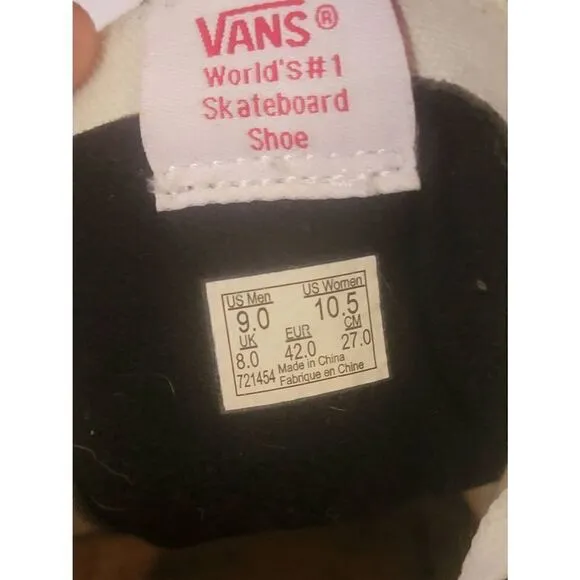 VANS®
World'S#1
Skateboard
Shoe
US Men US Women
9.0 10.5
UK EUR CM
8.0 42.0 27.0
721454 Made in China
Fabrique en Chine